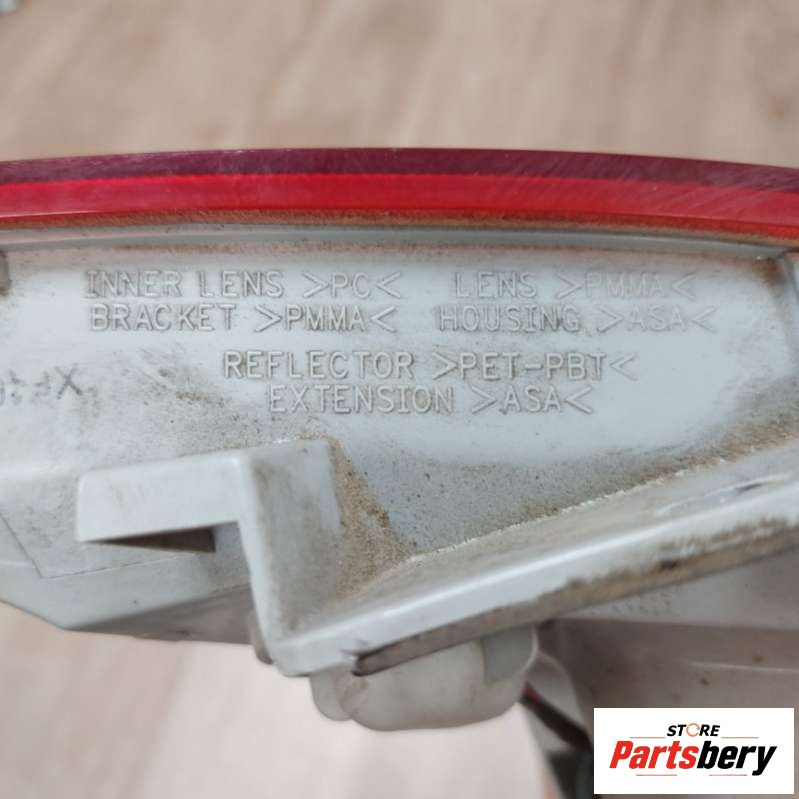 INNER LENS >PC< LENS >PMMA<
BRACKET >PMMA< HOUSING >ASA<
REFLECTOR >PET-PBT<
EXTENSION >ASA<
STORE
Partsbery